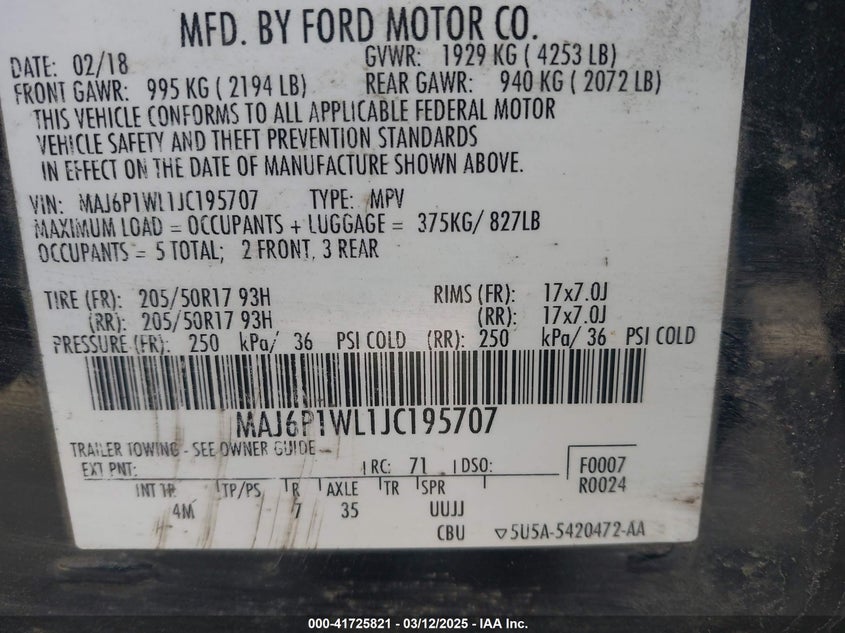 MFD. BY FORD MOTOR CO.
DATE: 02/18 GVWR: 1929 KG ( 4253 LB)
FRONT GAWR: 995 KG ( 2194 LB) REAR GAWR: 940 KG ( 2072 LB)
THIS VEHICLE CONFORMS TO ALL APPLICABLE FEDERAL MOTOR
VEHICLE SAFETY AND THEFT PREVENTION STANDARDS
IN EFFECT ON THE DATE OF MANUFACTURE SHOWN ABOVE.
VIN: MAJ6P1WL1JC195707 TYPE: MPV
MAXIMUM LOAD = OCCUPANTS + LUGGAGE = 375KG/ 827LB
OCCUPANTS = 5 TOTAL; 2 FRONT, 3 REAR
TIRE (FR): 205/50R17 93H RIMS (FR): 17x7.0J
(RR): 205/50R17 93H (RR): 17x7.0J
PRESSURE (FR): 250 kPa/ 36 PSI COLD (RR): 250 kPa/ 36 PSI COLD
MAJ6P1WL1JC195707
TRAILER TOWING - SEE OWNER GUIDE
EXT PNT: RC: 71 DSO: F0007
R0024
INT TR TP/PS R AXLE TR SPR
4M 7 35 UUJJ
CBU ▽5U5A-5420472-AA
000-41725821 - 03/12/2025 - IAA Inc.